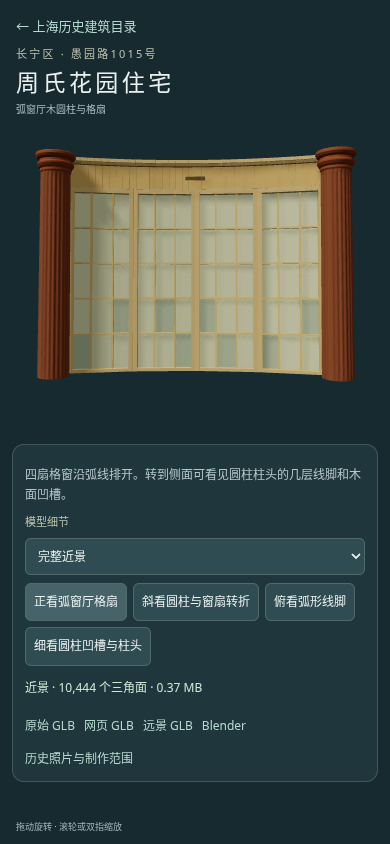 ← 上海历史建筑目录
长宁区 · 愚园路1015号
周氏花园住宅
弧窗厅木圆柱与格扇
四扇格窗沿弧线排开。转到侧面可看见圆柱柱头的几层线脚和木
面凹槽。
模型细节
完整近景
正看弧窗厅格扇 斜看圆柱与窗扇转折 俯看弧形线脚
细看圆柱凹槽与柱头
近景 · 10,444 个三角面 · 0.37 MB
原始 GLB 网页 GLB 远景 GLB Blender
历史照片与制作范围
拖动旋转 · 滚轮或双指缩放